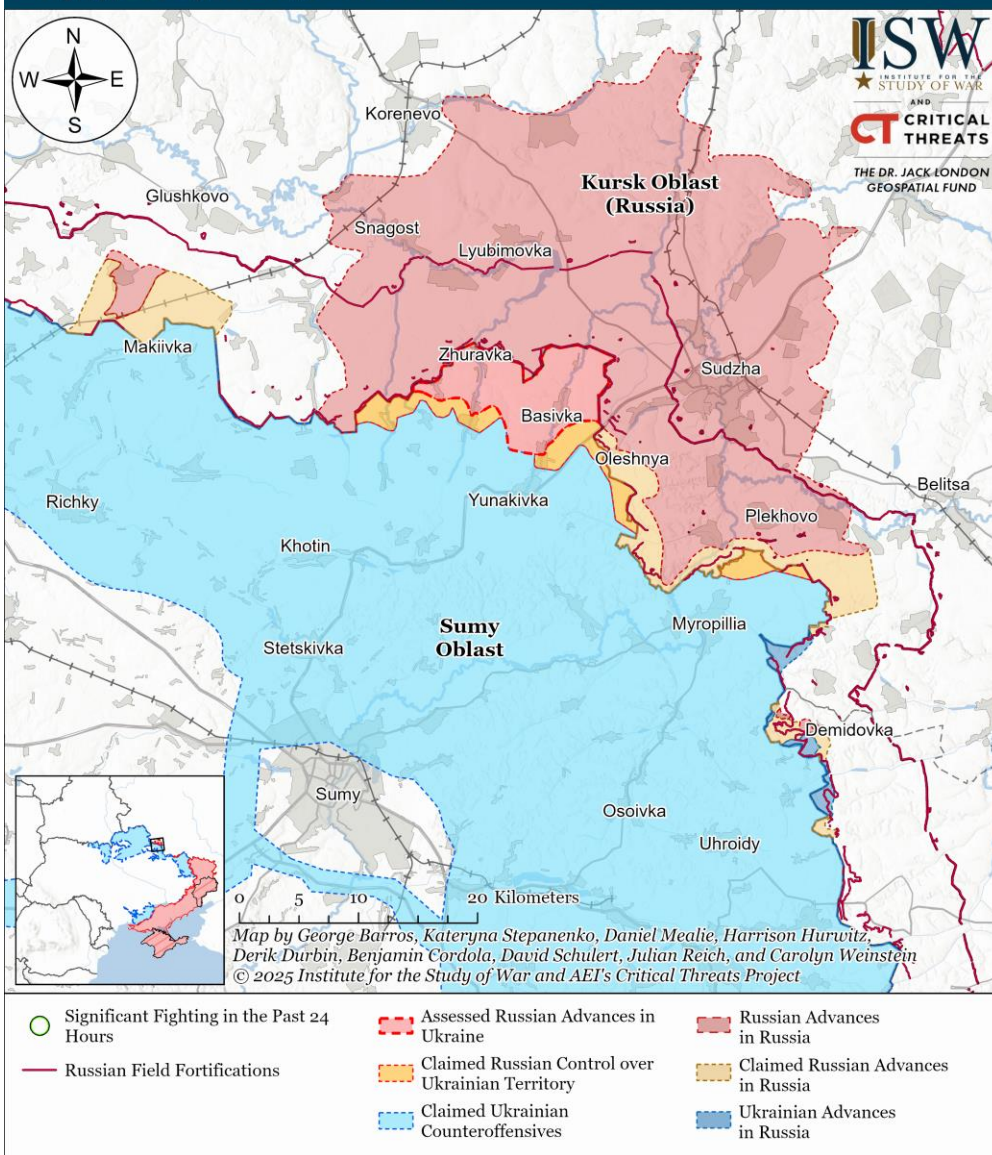 N
W E
S
ISW
INSTITUTE FOR THE
STUDY OF WAR
AND
CT CRITICAL
THREATS
THE DR. JACK LONDON
GEOSPATIAL FUND
Korenevo
Kursk Oblast
(Russia)
Glushkovo
Snagost
Lyubimovka
Makiivka
Zhuravka
Sudzha
Basivka
Oleshnya
Belitsa
Richky
Yunakivka
Plekhovo
Khotin
Myropillia
Sumy
Oblast
Stetskivka
Demidovka
Sumy
Osoivka
Uhroidy
0 5 10 20 Kilometers
Map by George Barros, Kateryna Stepanenko, Daniel Mealie, Harrison Hurwitz,
Derik Durbin, Benjamin Cordola, David Schulert, Julian Reich, and Carolyn Weinstein
© 2025 Institute for the Study of War and AEI's Critical Threats Project
Significant Fighting in the Past 24
Hours
Russian Field Fortifications
Assessed Russian Advances in
Ukraine
Claimed Russian Control over
Ukrainian Territory
Claimed Ukrainian
Counteroffensives
Russian Advances
in Russia
Claimed Russian Advances
in Russia
Ukrainian Advances
in Russia